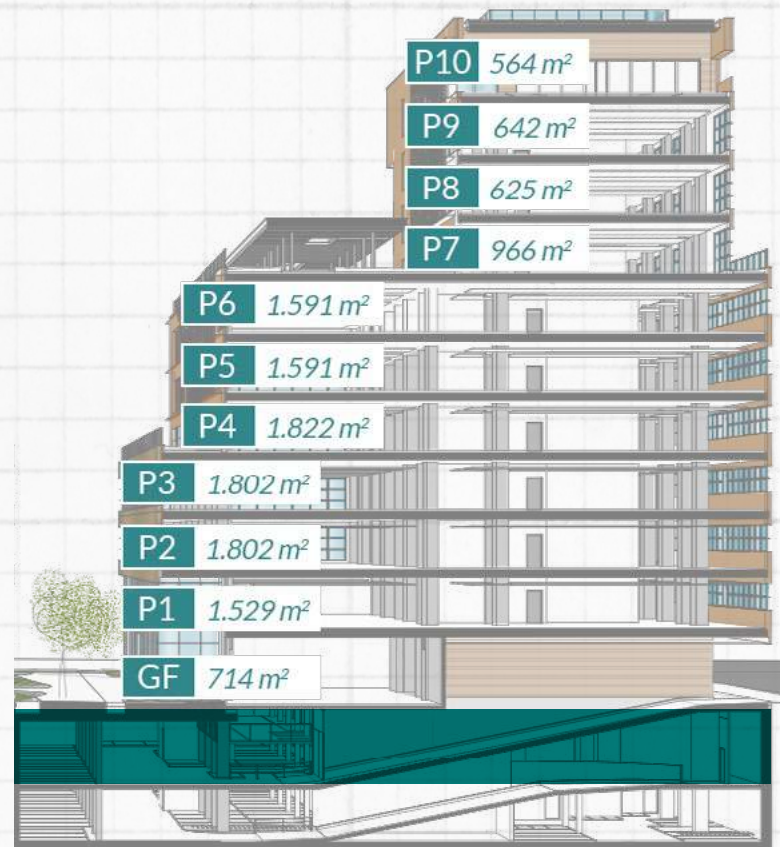 P10 564 m²
P9 642 m²
P8 625 m²
P7 966 m²
P6 1.591 m²
P5 1.591 m²
P4 1.822 m²
P3 1.802 m²
P2 1.802 m²
P1 1.529 m²
GF 714 m²